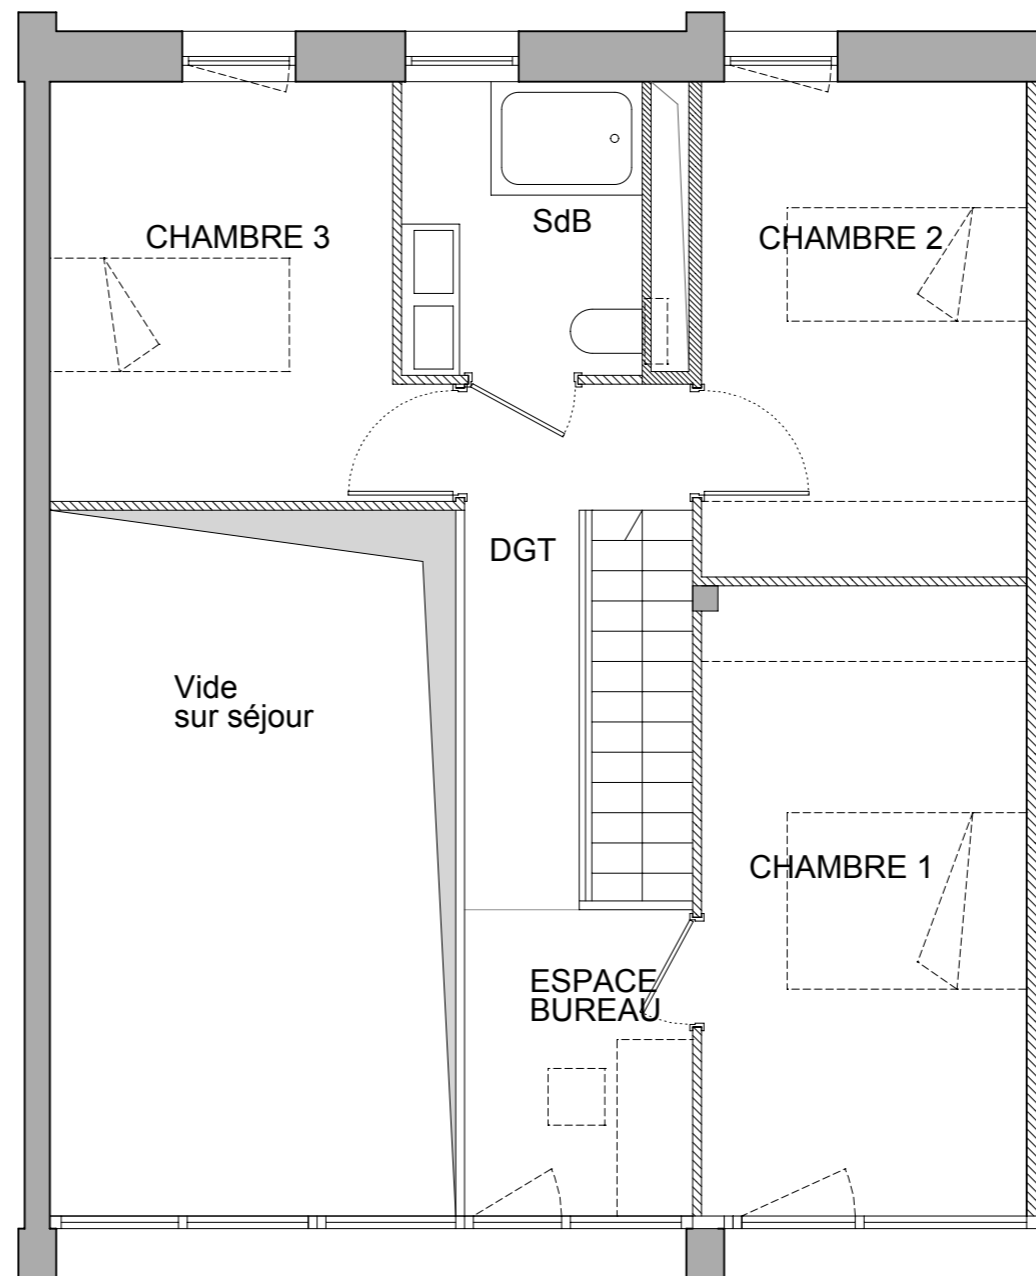 SdB
CHAMBRE 3
CHAMBRE 2
DGT
Vide
sur séjour
CHAMBRE 1
ESPACE
BUREAU